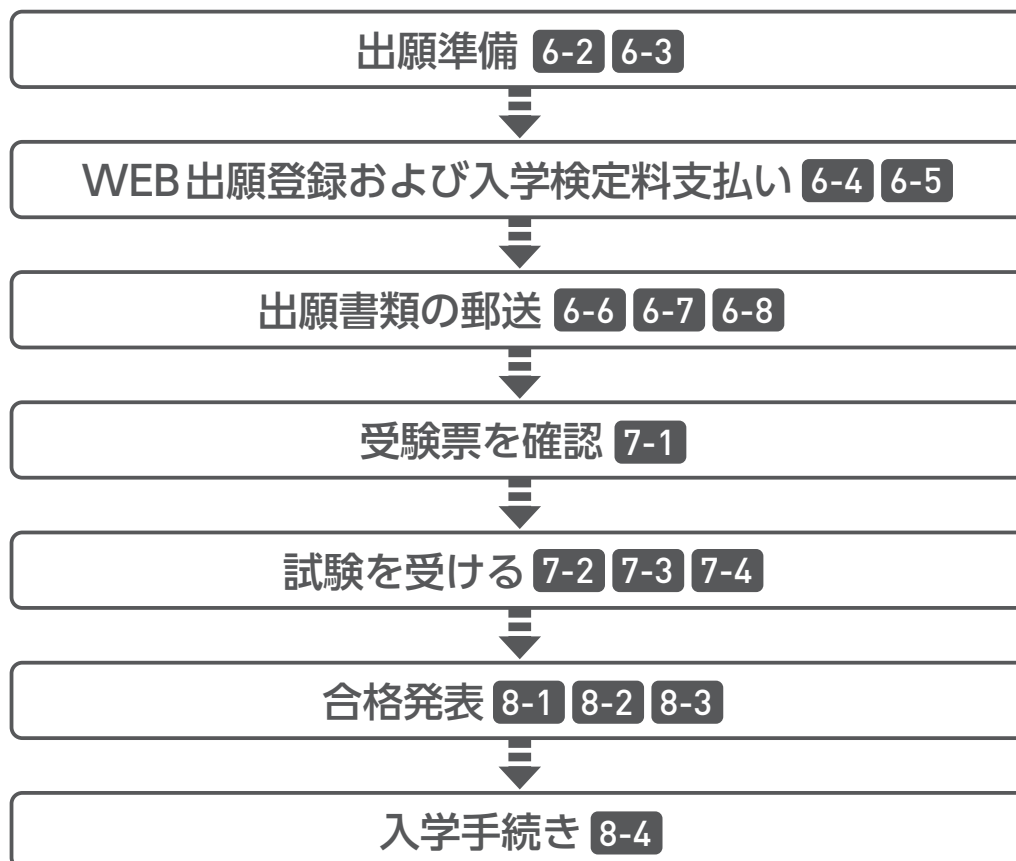 出願準備 6-2 6-3
WEB出願登録および入学検定料支払い 6-4 6-5
出願書類の郵送 6-6 6-7 6-8
受験票を確認 7-1
試験を受ける 7-2 7-3 7-4
合格発表 8-1 8-2 8-3
入学手続き 8-4